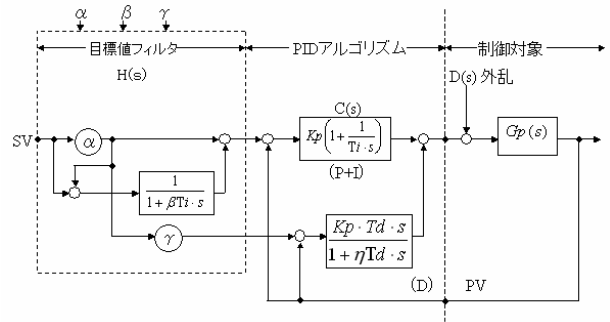 α β γ
目標値フィルタ PIDアルゴリズム 制御対象
H(s) D(s) 外乱
C(s)
SV α Kp(1+1/Ti·s) Gp(s)
(P+I)
1/1+βTi·s
γ Kp·Td·s/1+ηTd·s
(D) PV